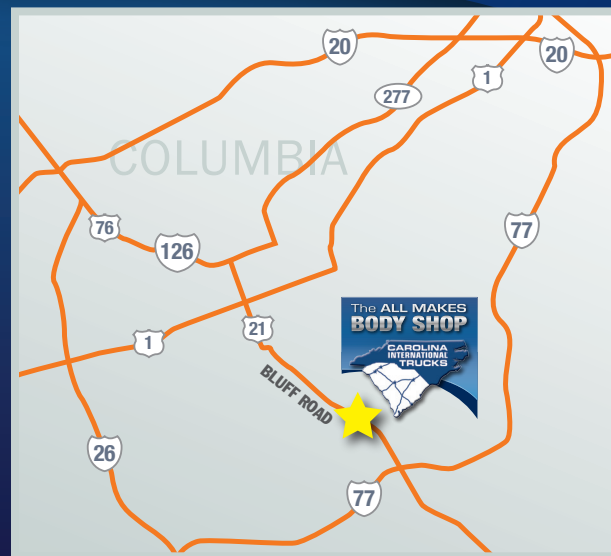 20
20
1
277
COLUMBIA
76
126
77
The ALL MAKES
BODY SHOP
CAROLINA
INTERNATIONAL
TRUCKS
21
1
BLUFF ROAD
26
77